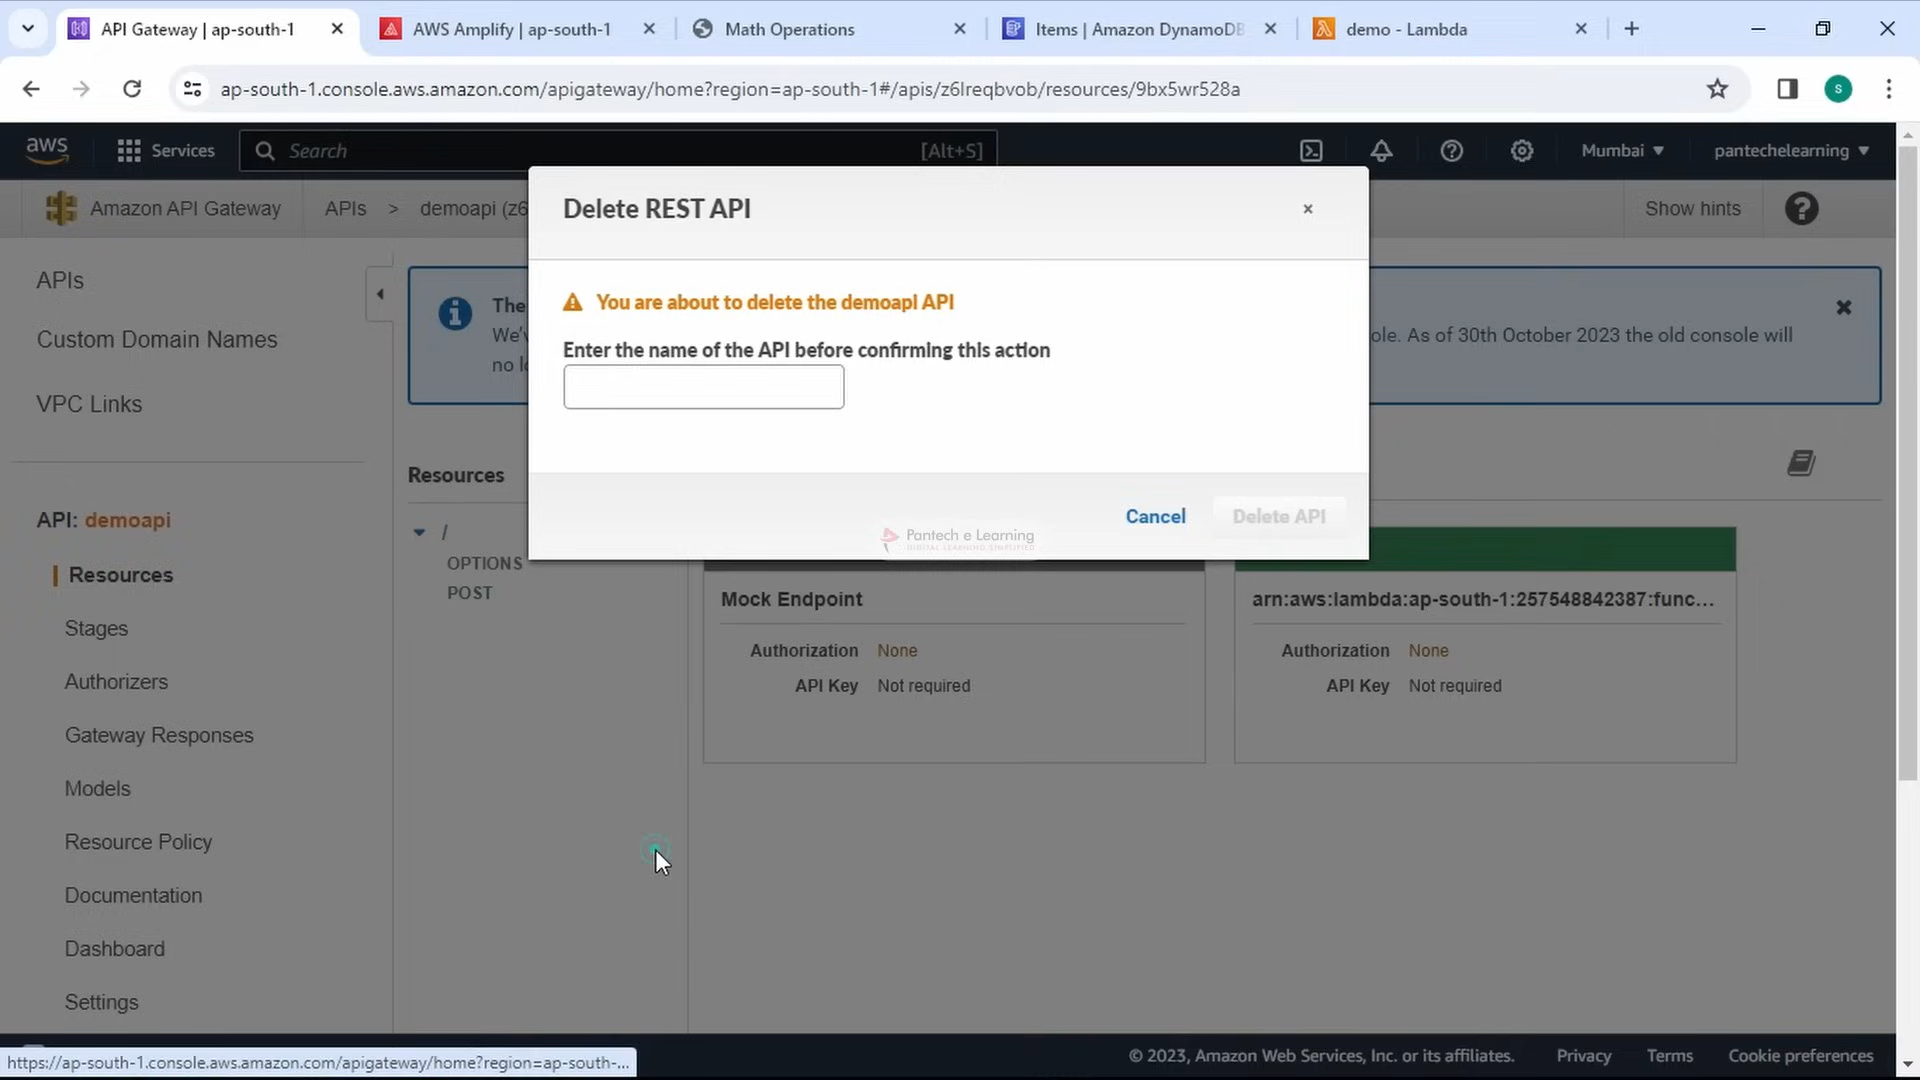 API Gateway | ap-south-1
AWS Amplify | ap-south-1
Math Operations
Items | Amazon DynamoDB
demo - Lambda
ap-south-1.console.aws.amazon.com/apigateway/home?region=ap-south-1#/apis/z6lreqbvob/resources/9bx5wr528a
s
aws
Services
Search
[Alt+S]
Mumbai
pantechelearning
Amazon API Gateway
APIs > demoapi (z6
Show hints
Delete REST API
You are about to delete the demoapi API
Enter the name of the API before confirming this action
Cancel
Delete API
Pantech e Learning
DIGITAL LEARNING SIMPLIFIED
The
We'v
ole. As of 30th October 2023 the old console will
no lo
APIs
Custom Domain Names
VPC Links
API: demoapi
Resources
Stages
Authorizers
Gateway Responses
Models
Resource Policy
Documentation
Dashboard
Settings
Resources
/
OPTIONS
POST
Mock Endpoint
Authorization None
API Key Not required
arn:aws:lambda:ap-south-1:257548842387:func...
Authorization None
API Key Not required
https://ap-south-1.console.aws.amazon.com/apigateway/home?region=ap-south-...
© 2023, Amazon Web Services, Inc. or its affiliates.
Privacy
Terms
Cookie preferences